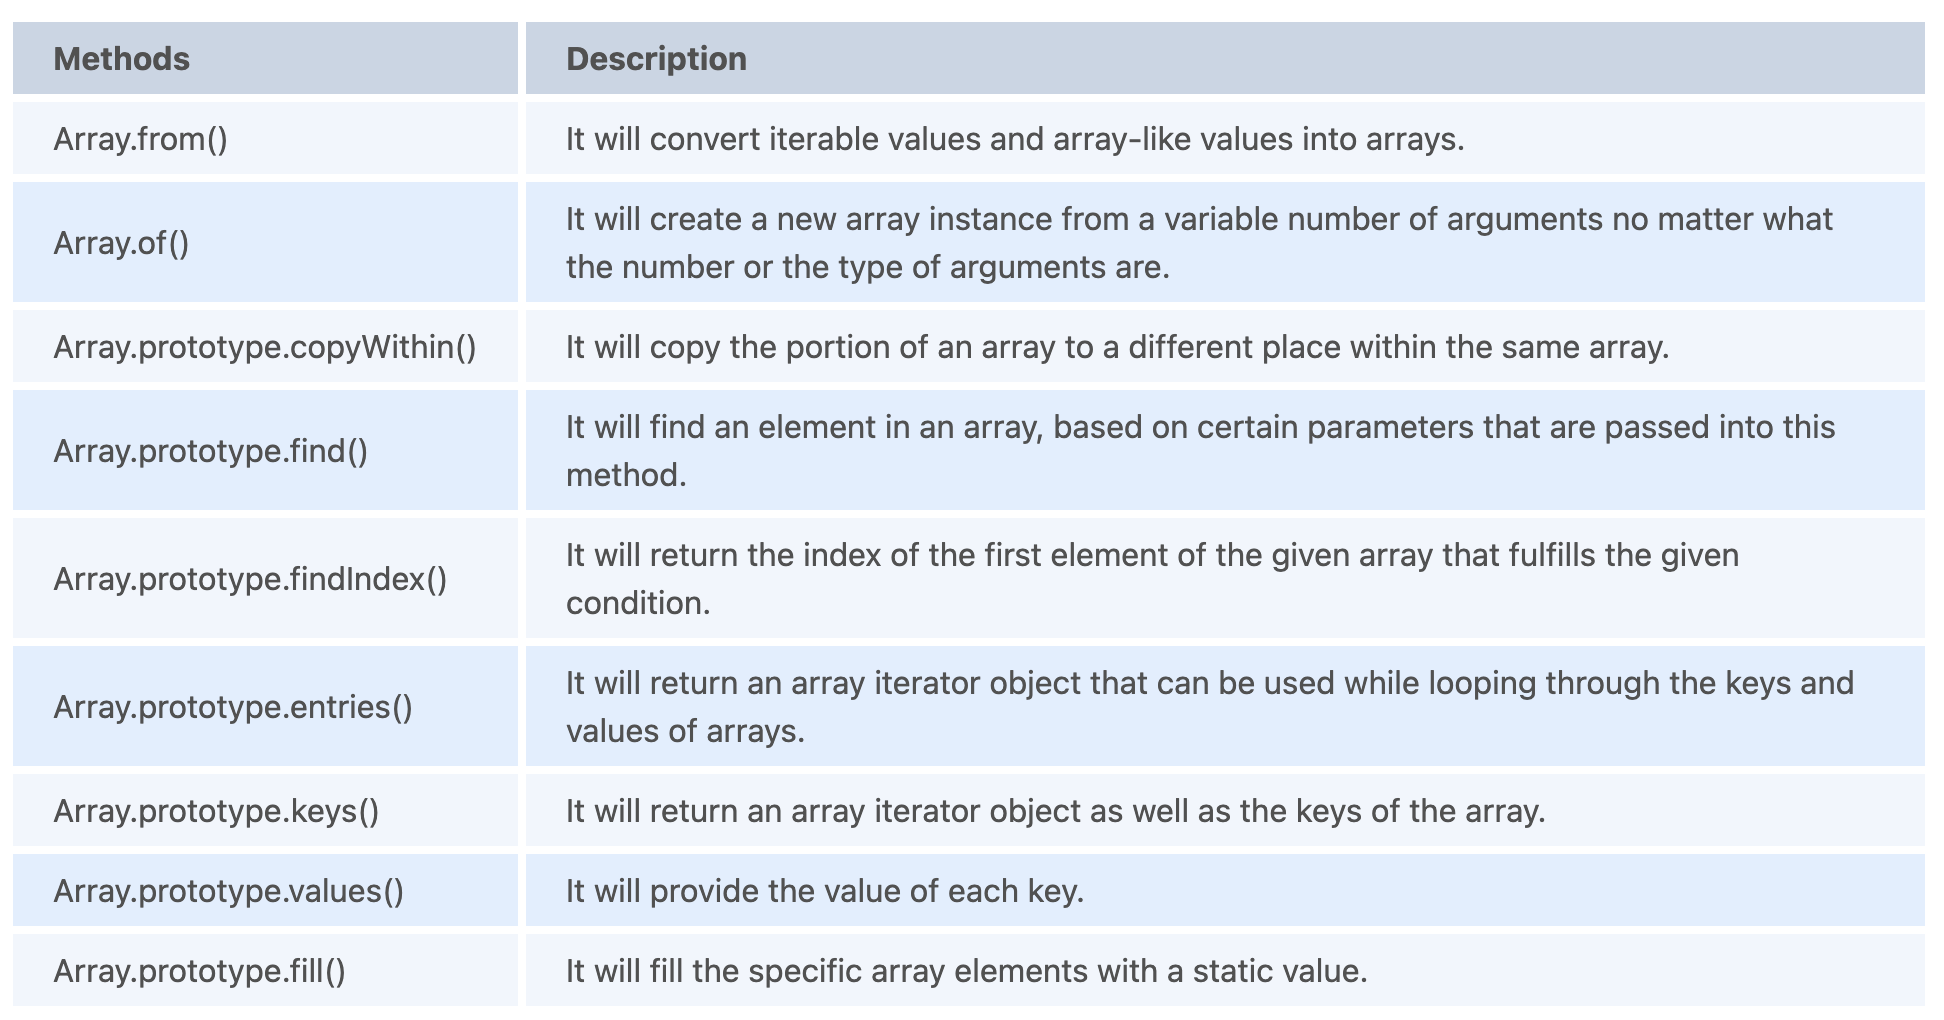 Methods
Description
Array.from()
It will convert iterable values and array-like values into arrays.
Array.of()
It will create a new array instance from a variable number of arguments no matter what
the number or the type of arguments are.
Array.prototype.copyWithin()
It will copy the portion of an array to a different place within the same array.
Array.prototype.find()
It will find an element in an array, based on certain parameters that are passed into this
method.
Array.prototype.findIndex()
It will return the index of the first element of the given array that fulfills the given
condition.
Array.prototype.entries()
It will return an array iterator object that can be used while looping through the keys and
values of arrays.
Array.prototype.keys()
It will return an array iterator object as well as the keys of the array.
Array.prototype.values()
It will provide the value of each key.
Array.prototype.fill()
It will fill the specific array elements with a static value.